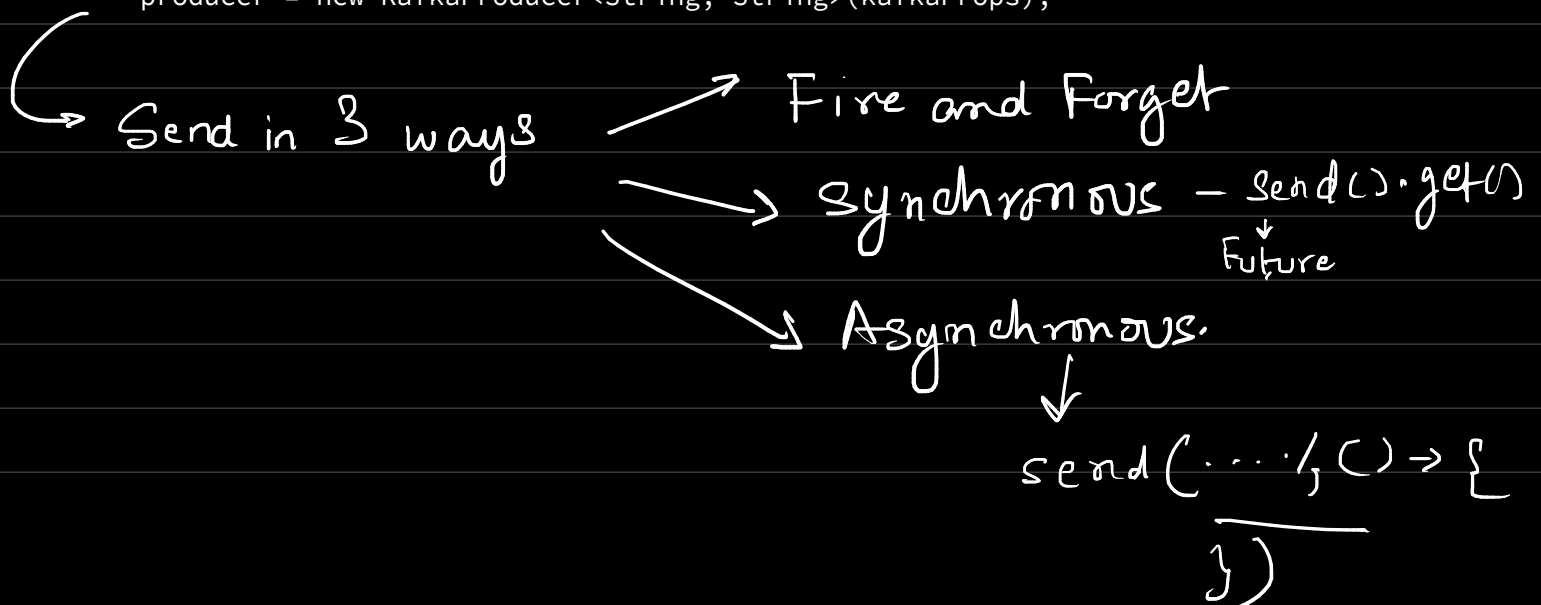 producer = new KafkaProducer<String, String>(kafkaProps);
Send in 3 ways
Fire and Forget
Synchronous - send().get()
Future
Asynchronous.
send(....), () → {
})